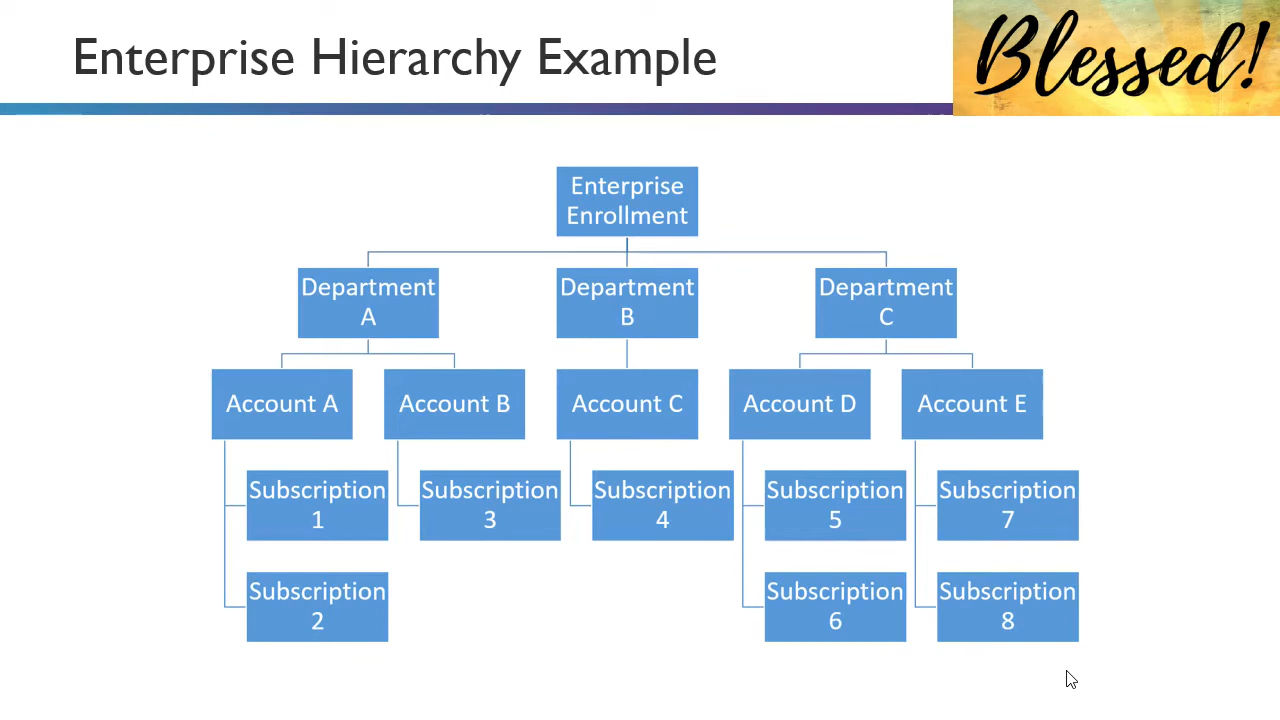 Enterprise Hierarchy Example
Blessed!
Enterprise
Enrollment
Department
A
Department
B
Department
C
Account A
Account B
Account C
Account D
Account E
Subscription
1
Subscription
3
Subscription
4
Subscription
5
Subscription
7
Subscription
2
Subscription
6
Subscription
8